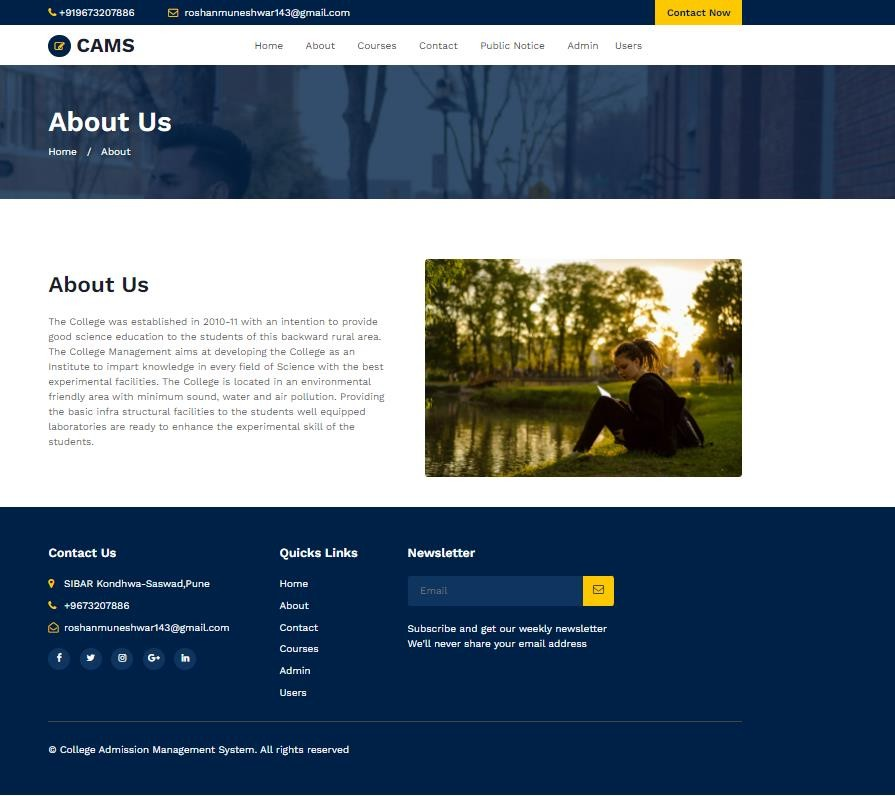 +919673207886 roshanmuneshwar143@gmail.com Contact Now
CAMS Home About Courses Contact Public Notice Admin Users
About Us
Home / About
About Us
The College was established in 2010-11 with an intention to provide
good science education to the students of this backward rural area.
The College Management aims at developing the College as an
Institute to impart knowledge in every field of Science with the best
experimental facilities. The College is located in an environmental
friendly area with minimum sound, water and air pollution. Providing
the basic infra structural facilities to the students well equipped
laboratories are ready to enhance the experimental skill of the
students.
Contact Us
SIBAR Kondhwa-Saswad,Pune
+9673207886
roshanmuneshwar143@gmail.com
Quicks Links
Home
About
Contact
Courses
Admin
Users
Newsletter
Email
Subscribe and get our weekly newsletter
We'll never share your email address
© College Admission Management System. All rights reserved